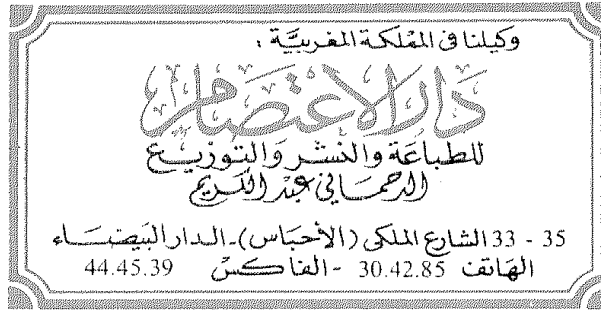 وكيلنا في المملكة المغربية :
دار الاعتصام
للطباعة والنشر والتوزيع
الدحماني عبد الكريم
33 - 35 الشارع الملكي (الأحباس) - الدار البيضاء
الهاتف 30.42.85 - الفاكس 44.45.39